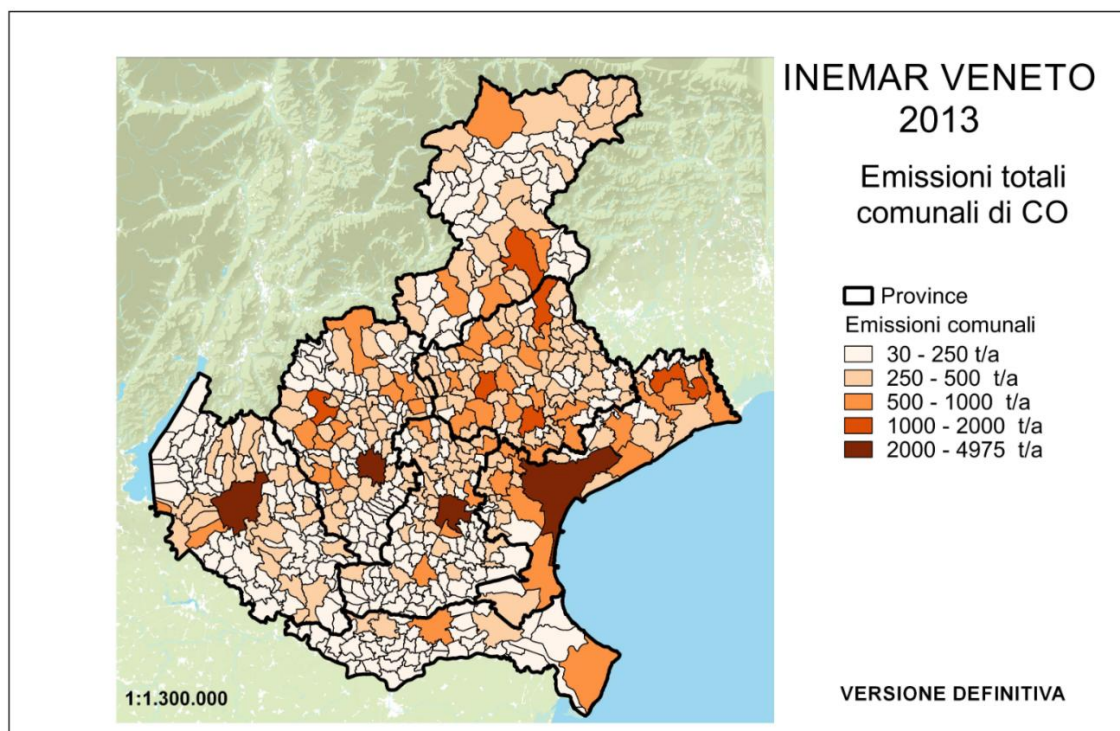 INEMAR VENETO
2013
Emissioni totali
comunali di CO
Province
Emissioni comunali
30 - 250 t/a
250 - 500 t/a
500 - 1000 t/a
1000 - 2000 t/a
2000 - 4975 t/a
1:1.300.000
VERSIONE DEFINITIVA